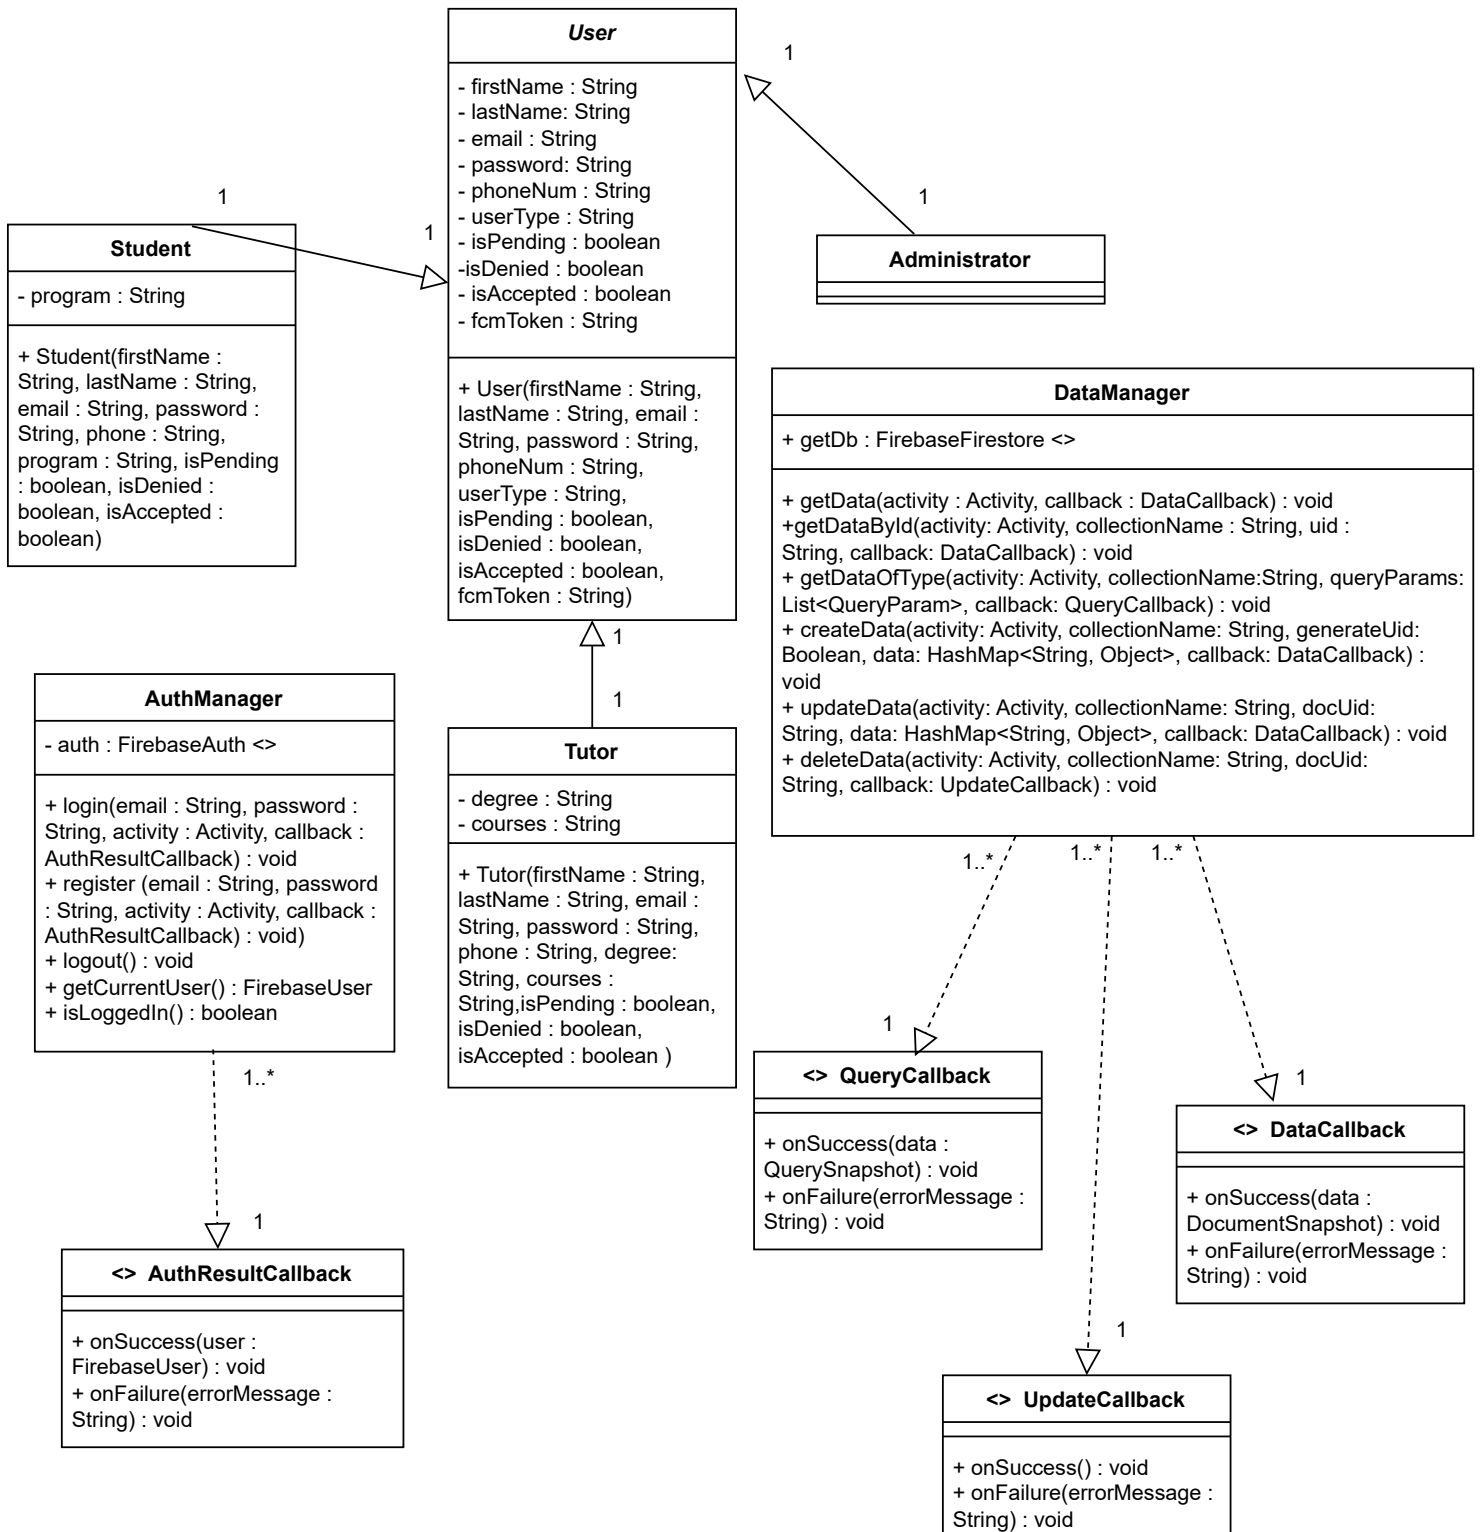 User
- firstName : String
- lastName: String
- email : String
- password: String
- phoneNum : String
- userType : String
- isPending : boolean
-isDenied : boolean
- isAccepted : boolean
- fcmToken : String
+ User(firstName : String,
lastName : String, email :
String, password : String,
phoneNum : String,
userType : String,
isPending : boolean,
isDenied : boolean,
isAccepted : boolean,
fcmToken : String)
1
1
1
1
Student
- program : String
+ Student(firstName :
String, lastName : String,
email : String, password :
String, phone : String,
program : String, isPending
: boolean, isDenied :
boolean, isAccepted :
boolean)
Administrator
DataManager
+ getDb : FirebaseFirestore <>
+ getData(activity : Activity, callback : DataCallback) : void
+getDataById(activity: Activity, collectionName : String, uid :
String, callback: DataCallback) : void
+ getDataOfType(activity: Activity, collectionName:String, queryParams:
List<QueryParam>, callback: QueryCallback) : void
+ createData(activity: Activity, collectionName: String, generateUid:
Boolean, data: HashMap<String, Object>, callback: DataCallback) :
void
+ updateData(activity: Activity, collectionName: String, docUid:
String, data: HashMap<String, Object>, callback: DataCallback) : void
+ deleteData(activity: Activity, collectionName: String, docUid:
String, callback: UpdateCallback) : void
1
1
AuthManager
- auth : FirebaseAuth <>
+ login(email : String, password :
String, activity : Activity, callback :
AuthResultCallback) : void
+ register (email : String, password
: String, activity : Activity, callback :
AuthResultCallback) : void)
+ logout() : void
+ getCurrentUser() : FirebaseUser
+ isLoggedIn() : boolean
Tutor
- degree : String
- courses : String
+ Tutor(firstName : String,
lastName : String, email :
String, password : String,
phone : String, degree:
String, courses :
String,isPending : boolean,
isDenied : boolean,
isAccepted : boolean )
1..*
1..*
1..*
1
1..*
1
1
1
<> QueryCallback
+ onSuccess(data :
QuerySnapshot) : void
+ onFailure(errorMessage :
String) : void
<> DataCallback
+ onSuccess(data :
DocumentSnapshot) : void
+ onFailure(errorMessage :
String) : void
<> AuthResultCallback
+ onSuccess(user :
FirebaseUser) : void
+ onFailure(errorMessage :
String) : void
<> UpdateCallback
+ onSuccess() : void
+ onFailure(errorMessage :
String) : void